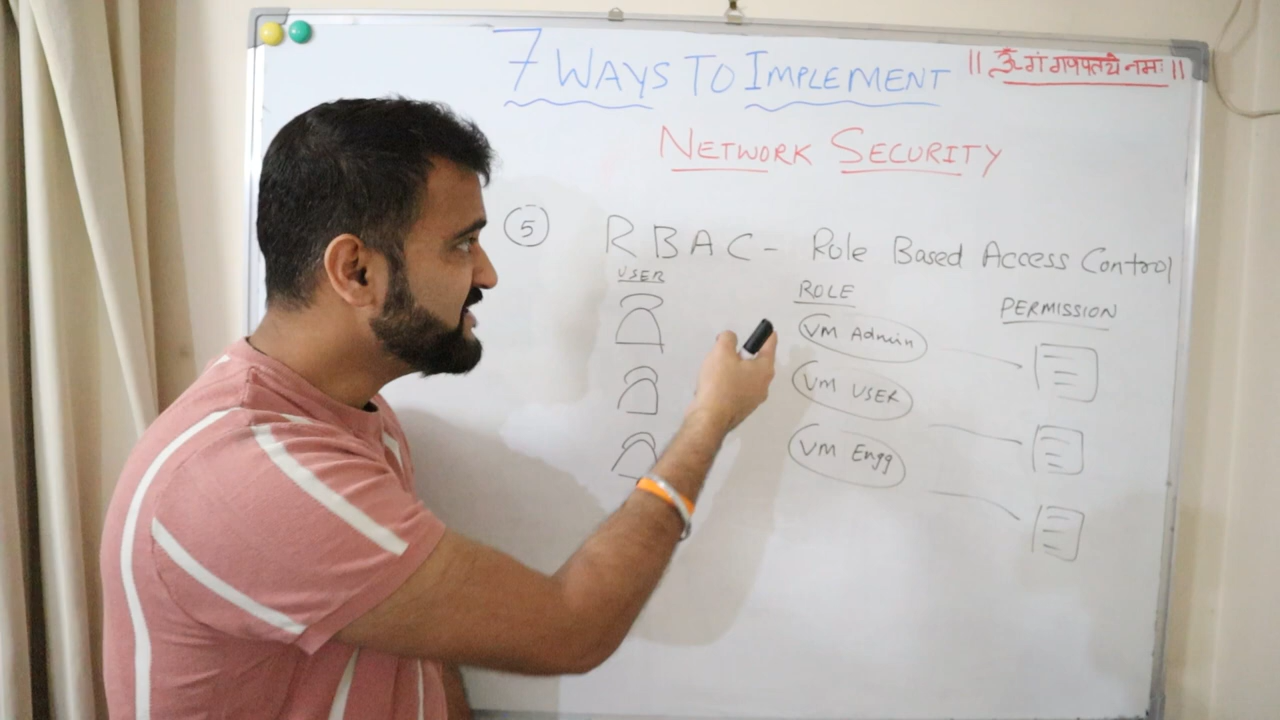 7 WAYS TO IMPLEMENT
|| ॐ गं गणपतये नमः ||
NETWORK SECURITY
5 RBAC - Role Based Access Control
USER ROLE PERMISSION
VM Admin
VM USER
VM Engg